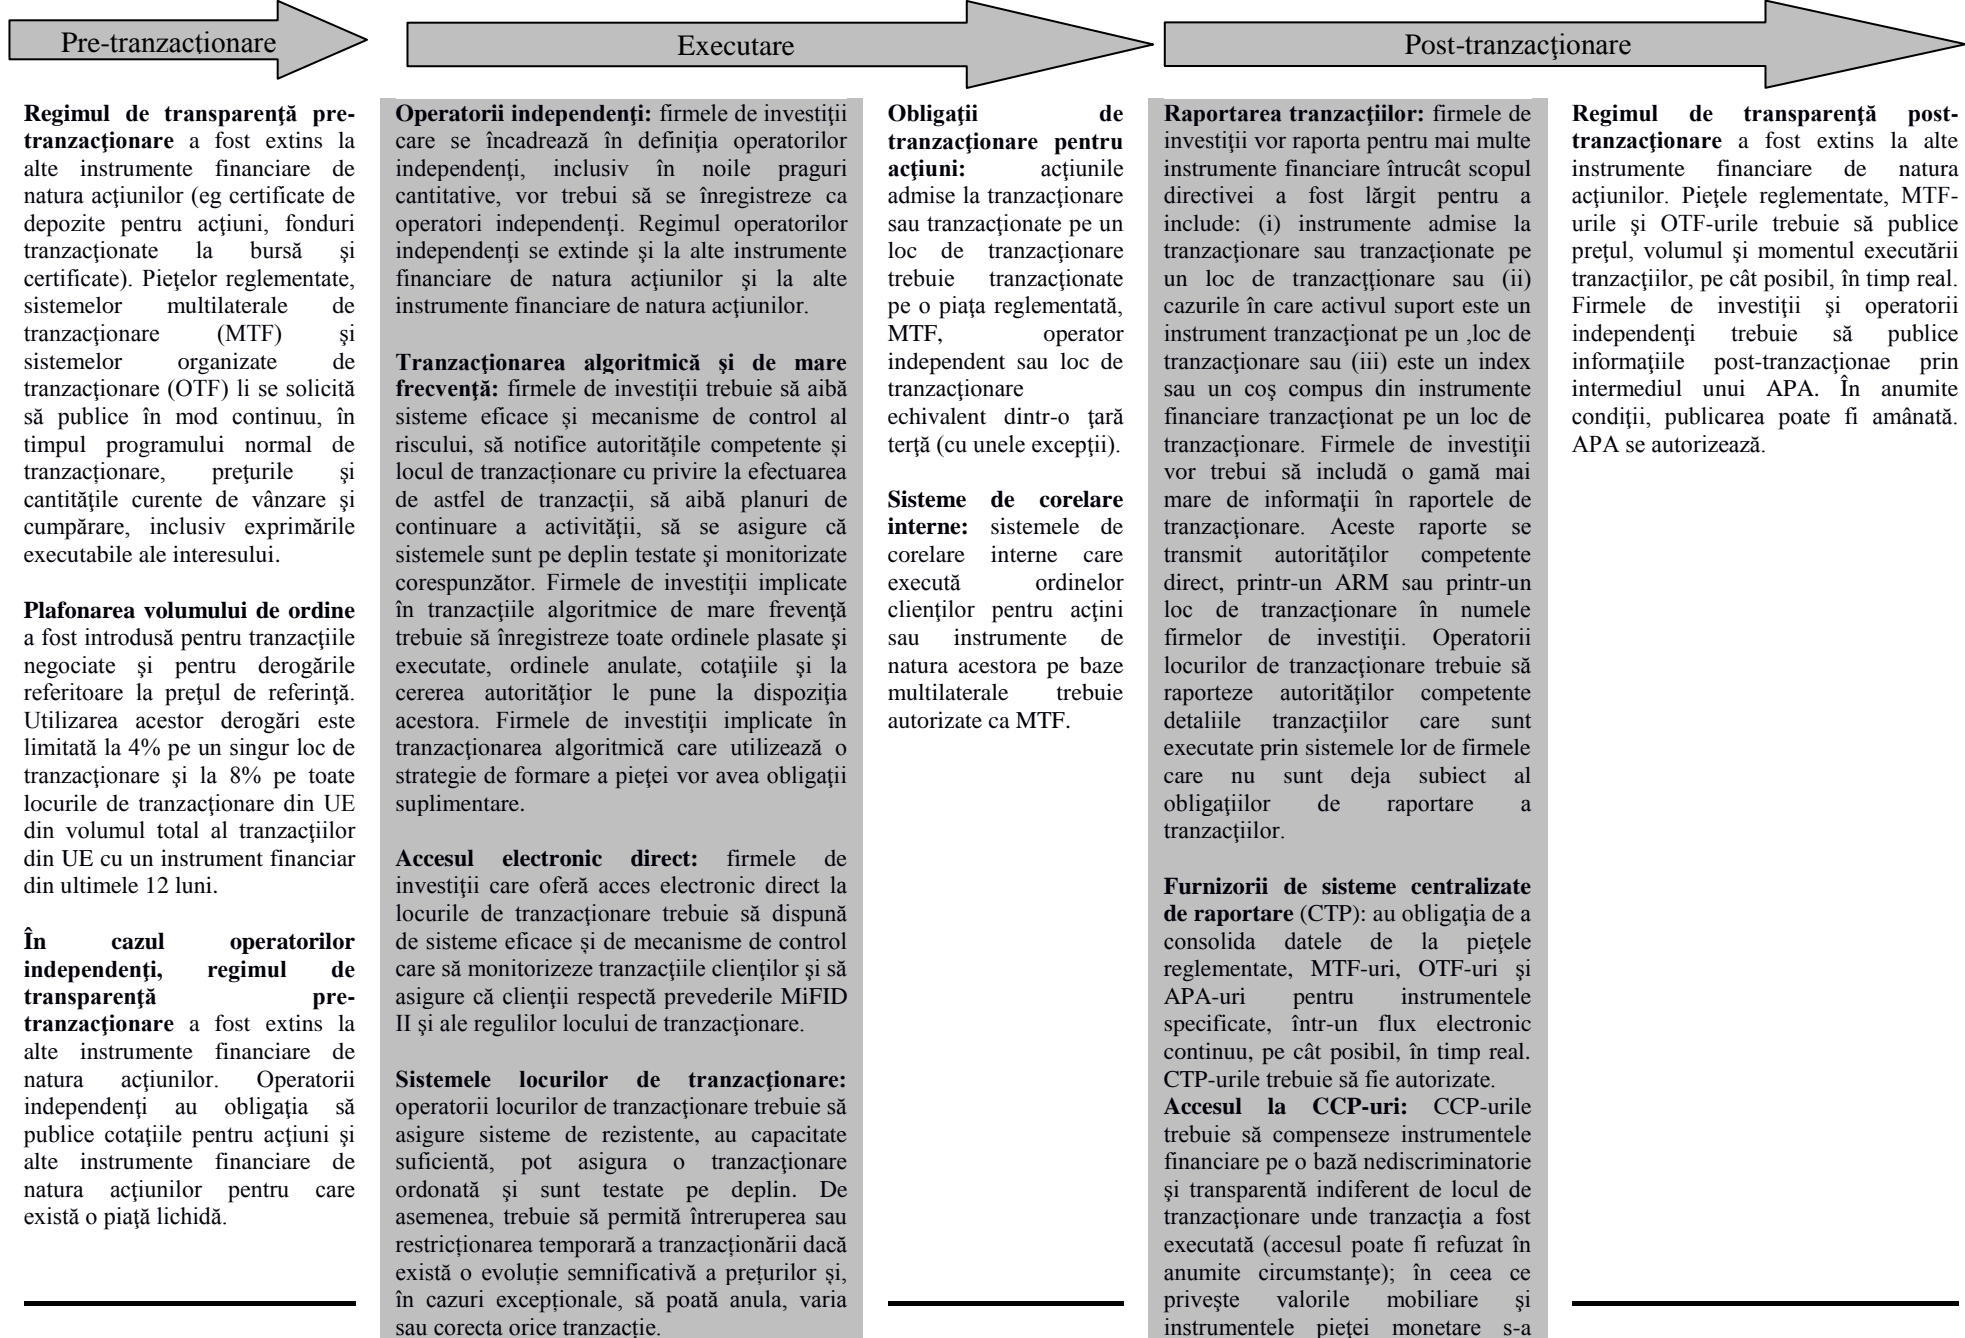 Pre-tranzacționare
Executare
Post-tranzacţionare
Regimul de transparenţă pre-
tranzacţionare a fost extins la
alte instrumente financiare de
natura acţiunilor (eg certificate de
depozite pentru acţiuni, fonduri
tranzacţionate la bursă şi
certificate). Pieţelor reglementate,
sistemelor multilaterale de
tranzacţionare (MTF) şi
sistemelor organizate de
tranzacţionare (OTF) li se solicită
să publice în mod continuu, în
timpul programului normal de
tranzacţionare, preţurile şi
cantităţile curente de vânzare şi
cumpărare, inclusiv exprimările
executabile ale interesului.
Plafonarea volumului de ordine
a fost introdusă pentru tranzacţiile
negociate şi pentru derogările
referitoare la preţul de referinţă.
Utilizarea acestor derogări este
limitată la 4% pe un singur loc de
tranzacţionare şi la 8% pe toate
locurile de tranzacţionare din UE
din volumul total al tranzacţiilor
din UE cu un instrument financiar
din ultimele 12 luni.
În cazul operatorilor
independenţi, regimul de
transparenţă pre-
tranzacţionare a fost extins la
alte instrumente financiare de
natura acţiunilor. Operatorii
independenţi au obligaţia să
publice cotaţiile pentru acţiuni şi
alte instrumente financiare de
natura acţiunilor pentru care
există o piaţă lichidă.
Operatorii independenţi: firmele de investiţii
care se încadrează în definiţia operatorilor
independenţi, inclusiv în noile praguri
cantitative, vor trebui să se înregistreze ca
operatori independenţi. Regimul operatorilor
independenţi se extinde şi la alte instrumente
financiare de natura acţiunilor şi la alte
instrumente financiare de natura acţiunilor.
Tranzacţionarea algoritmică şi de mare
frecvenţă: firmele de investiţii trebuie să aibă
sisteme eficace și mecanisme de control al
riscului, să notifice autoritățile competente și
locul de tranzacționare cu privire la efectuarea
de astfel de tranzacţii, să aibă planuri de
continuare a activităţii, să se asigure că
sistemele sunt pe deplin testate şi monitorizate
corespunzător. Firmele de investiţii implicate
în tranzacţiile algoritmice de mare frevenţă
trebuie să înregistreze toate ordinele plasate şi
executate, ordinele anulate, cotaţiile şi la
cererea autorităţior le pune la dispoziţia
acestora. Firmele de investiţii implicate în
tranzacţionarea algoritmică care utilizează o
strategie de formare a pieţei vor avea obligaţii
suplimentare.
Accesul electronic direct: firmele de
investiţii care oferă acces electronic direct la
locurile de tranzacţionare trebuie să dispună
de sisteme eficace şi de mecanisme de control
care să monitorizeze tranzacţiile clienţilor şi să
asigure că clienţii respectă prevederile MiFID
II şi ale regulilor locului de tranzacţionare.
Sistemele locurilor de tranzacţionare:
operatorii locurilor de tranzacţionare trebuie să
asigure sisteme de rezistente, au capacitate
suficientă, pot asigura o tranzacţionare
ordonată şi sunt testate pe deplin. De
asemenea, trebuie să permită întreruperea sau
restricționarea temporară a tranzacționării dacă
există o evoluție semnificativă a prețurilor și,
în cazuri excepționale, să poată anula, varia
sau corecta orice tranzacție.
Obligaţii de
tranzacţionare pentru
acţiuni: acţiunile
admise la tranzacţionare
sau tranzacţionate pe un
loc de tranzacţionare
trebuie tranzacţionate
pe o piaţa reglementată,
MTF, operator
independent sau loc de
tranzacţionare
echivalent dintr-o ţară
terţă (cu unele excepţii).
Sisteme de corelare
interne: sistemele de
corelare interne care
execută ordinelor
clienţilor pentru acţini
sau instrumente de
natura acestora pe baze
multilaterale trebuie
autorizate ca MTF.
Raportarea tranzacţiilor: firmele de
investiţii vor raporta pentru mai multe
instrumente financiare întrucât scopul
directivei a fost lărgit pentru a
include: (i) instrumente admise la
tranzacţionare sau tranzacţionate pe
un loc de tranzacţţionare sau (ii)
cazurile în care activul suport este un
instrument tranzacţionat pe un ,loc de
tranzacţionare sau (iii) este un index
sau un coş compus din instrumente
financiare tranzacţionat pe un loc de
tranzacţionare. Firmele de investiţii
vor trebui să includă o gamă mai
mare de informaţii în raportele de
tranzacţionare. Aceste raporte se
transmit autorităţilor competente
direct, printr-un ARM sau printr-un
loc de tranzacţionare în numele
firmelor de investiţii. Operatorii
locurilor de tranzacţionare trebuie să
raporteze autorităţilor competente
detaliile tranzacţiilor care sunt
executate prin sistemele lor de firmele
care nu sunt deja subiect al
obligaţiilor de raportare a
tranzacţiilor.
Furnizorii de sisteme centralizate
de raportare (CTP): au obligaţia de a
consolida datele de la pieţele
reglementate, MTF-uri, OTF-uri şi
APA-uri pentru instrumentele
specificate, într-un flux electronic
continuu, pe cât posibil, în timp real.
CTP-urile trebuie să fie autorizate.
Accesul la CCP-uri: CCP-urile
trebuie să compenseze instrumentele
financiare pe o bază nediscriminatorie
şi transparentă indiferent de locul de
tranzacţionare unde tranzacţia a fost
executată (accesul poate fi refuzat în
anumite circumstanţe); în ceea ce
priveşte valorile mobiliare şi
instrumentele pieţei monetare s-a
Regimul de transparenţă post-
tranzacţionare a fost extins la alte
instrumente financiare de natura
acţiunilor. Pieţele reglementate, MTF-
urile şi OTF-urile trebuie să publice
preţul, volumul şi momentul executării
tranzacţiilor, pe cât posibil, în timp real.
Firmele de investiţii şi operatorii
independenţi trebuie să publice
informaţiile post-tranzacţionae prin
intermediul unui APA. În anumite
condiţii, publicarea poate fi amânată.
APA se autorizează.